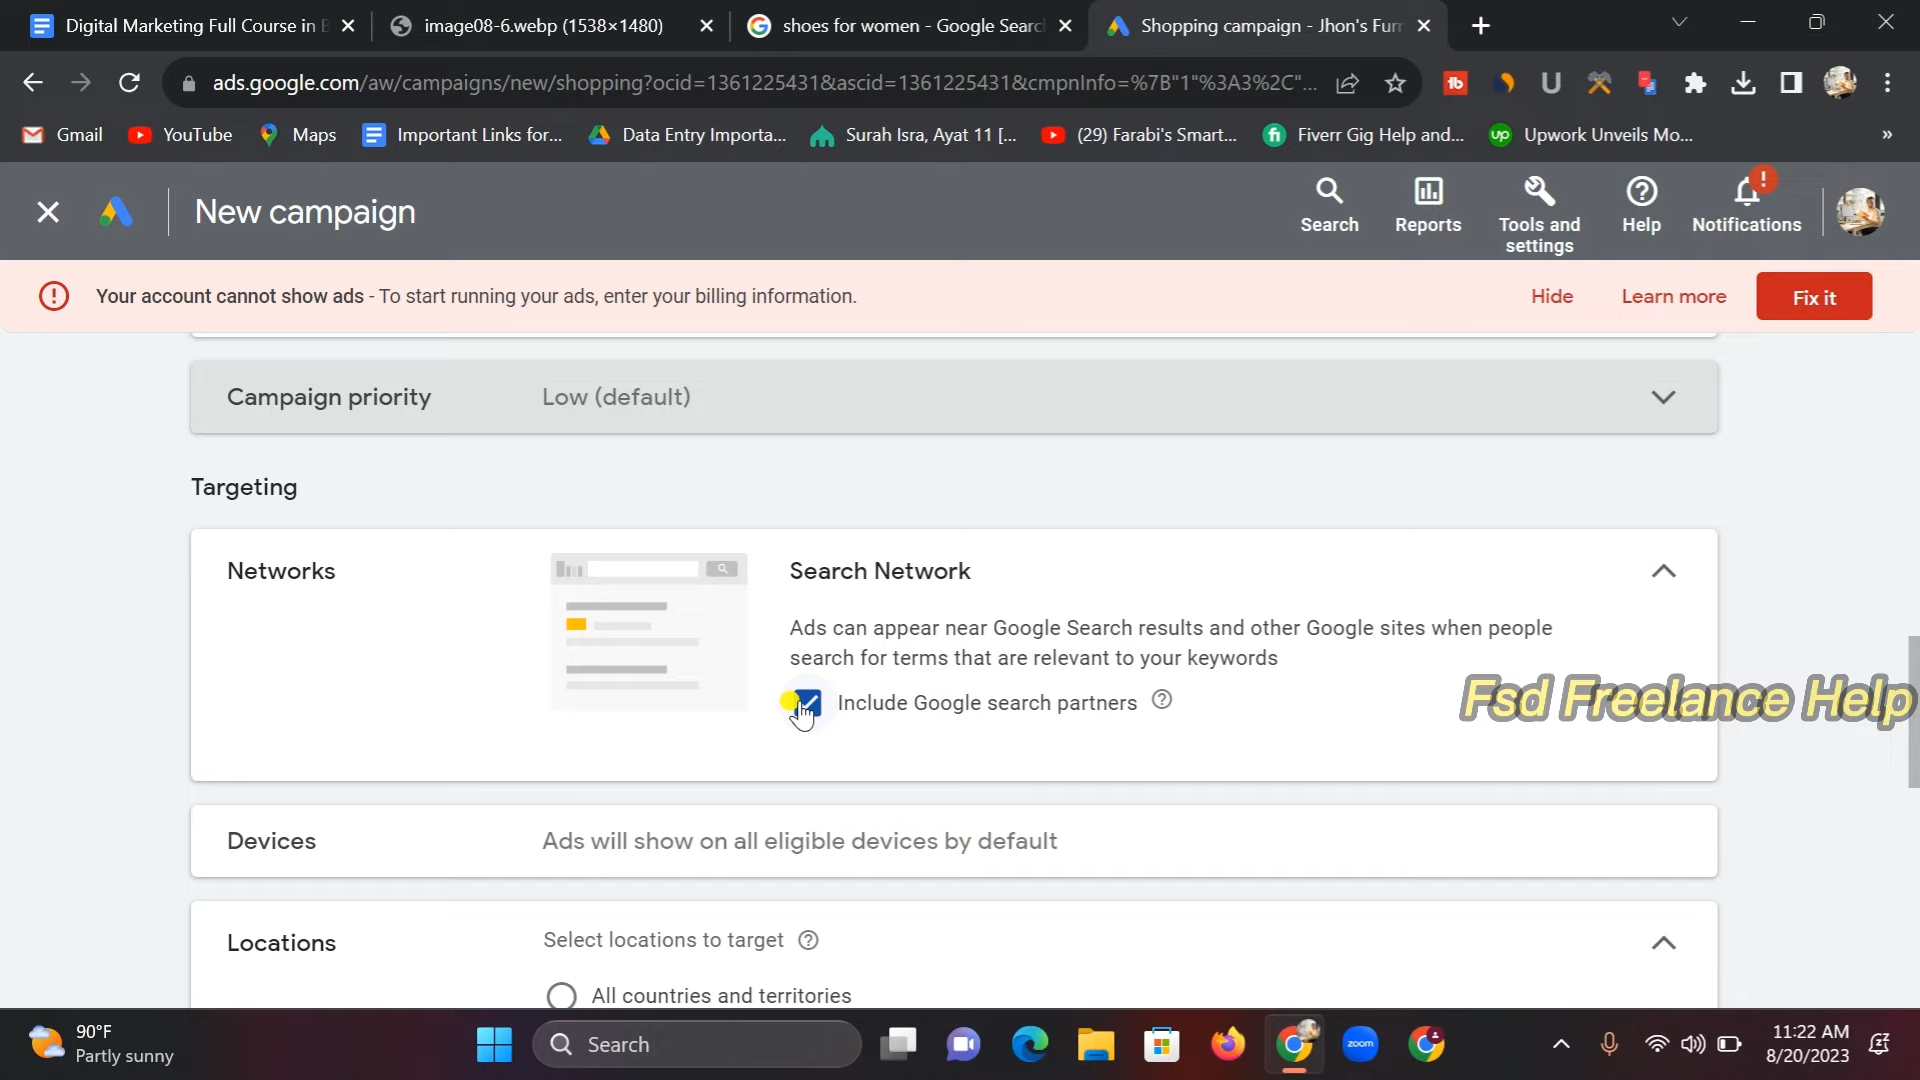 Digital Marketing Full Course in B
image08-6.webp (1538×1480)
shoes for women - Google Searc
Shopping campaign - Jhon's Furn
ads.google.com/aw/campaigns/new/shopping?ocid=1361225431&ascid=1361225431&cmpnInfo=%7B"1"%3A3%2C"...
Gmail
YouTube
Maps
Important Links for...
Data Entry Importa...
Surah Isra, Ayat 11 [...
(29) Farabi's Smart...
Fiverr Gig Help and...
Upwork Unveils Mo...
»
New campaign
Search
Reports
Tools and
settings
Help
Notifications
Your account cannot show ads - To start running your ads, enter your billing information.
Hide
Learn more
Fix it
Campaign priority
Low (default)
Targeting
Networks
Search Network
Ads can appear near Google Search results and other Google sites when people
search for terms that are relevant to your keywords
Include Google search partners
Fsd Freelance Help
Devices
Ads will show on all eligible devices by default
Locations
Select locations to target
All countries and territories
90°F
Partly sunny
Search
zoom
11:22 AM
8/20/2023